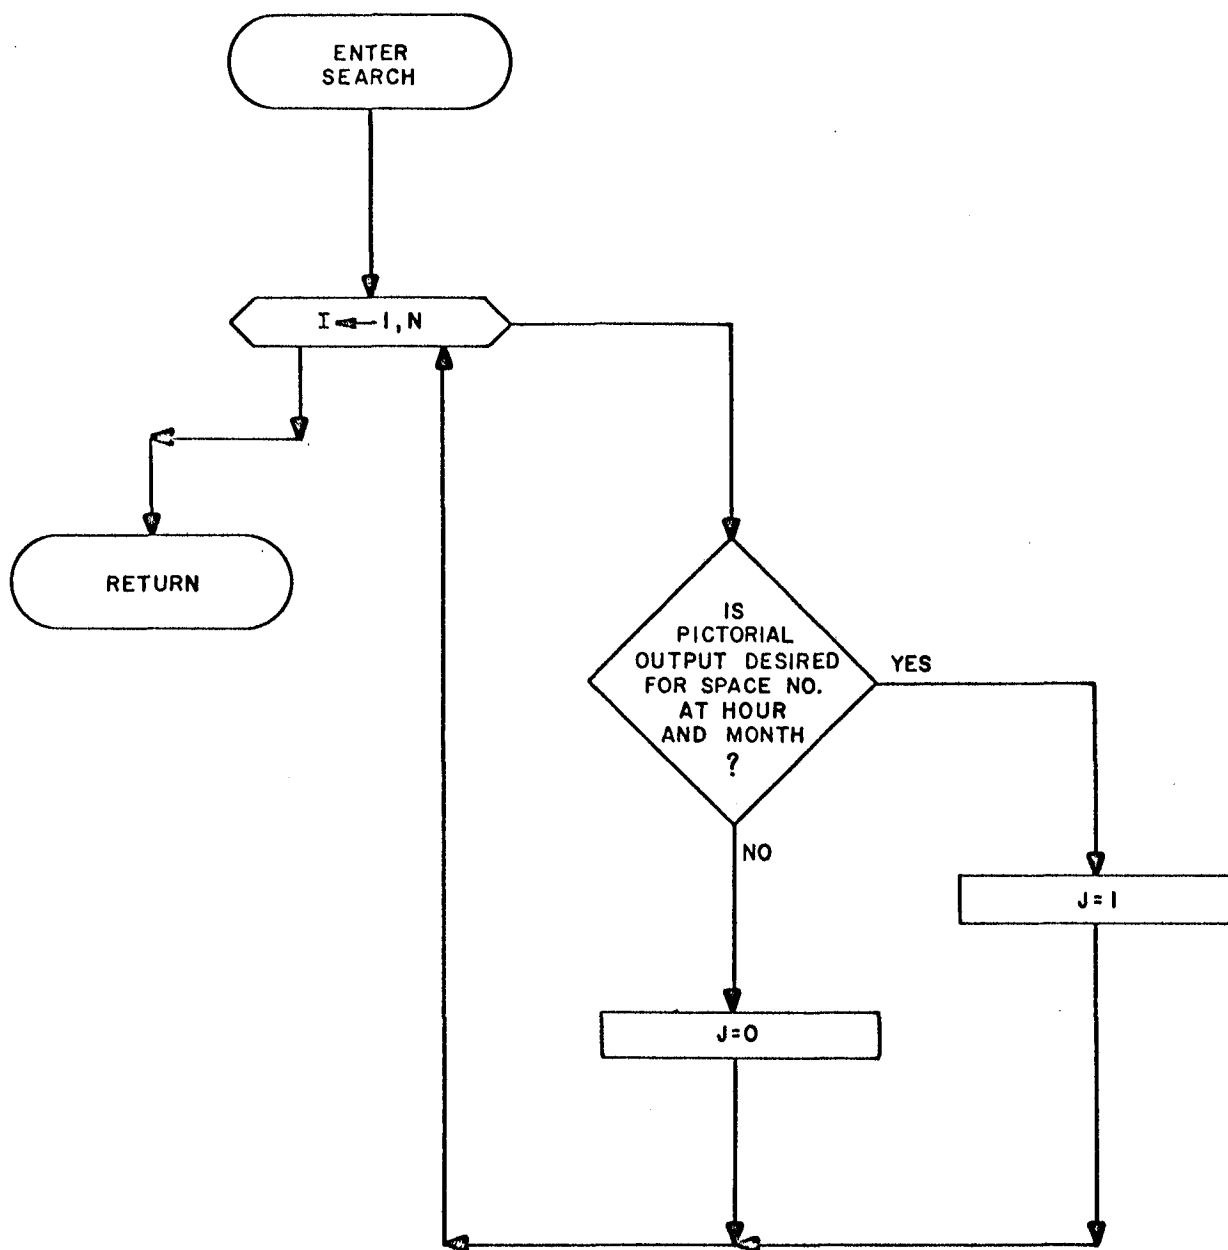 ENTER
SEARCH
I ← 1, N
RETURN
IS
PICTORIAL
OUTPUT DESIRED
FOR SPACE NO.
AT HOUR
AND MONTH
?
YES
NO
J=1
J=0